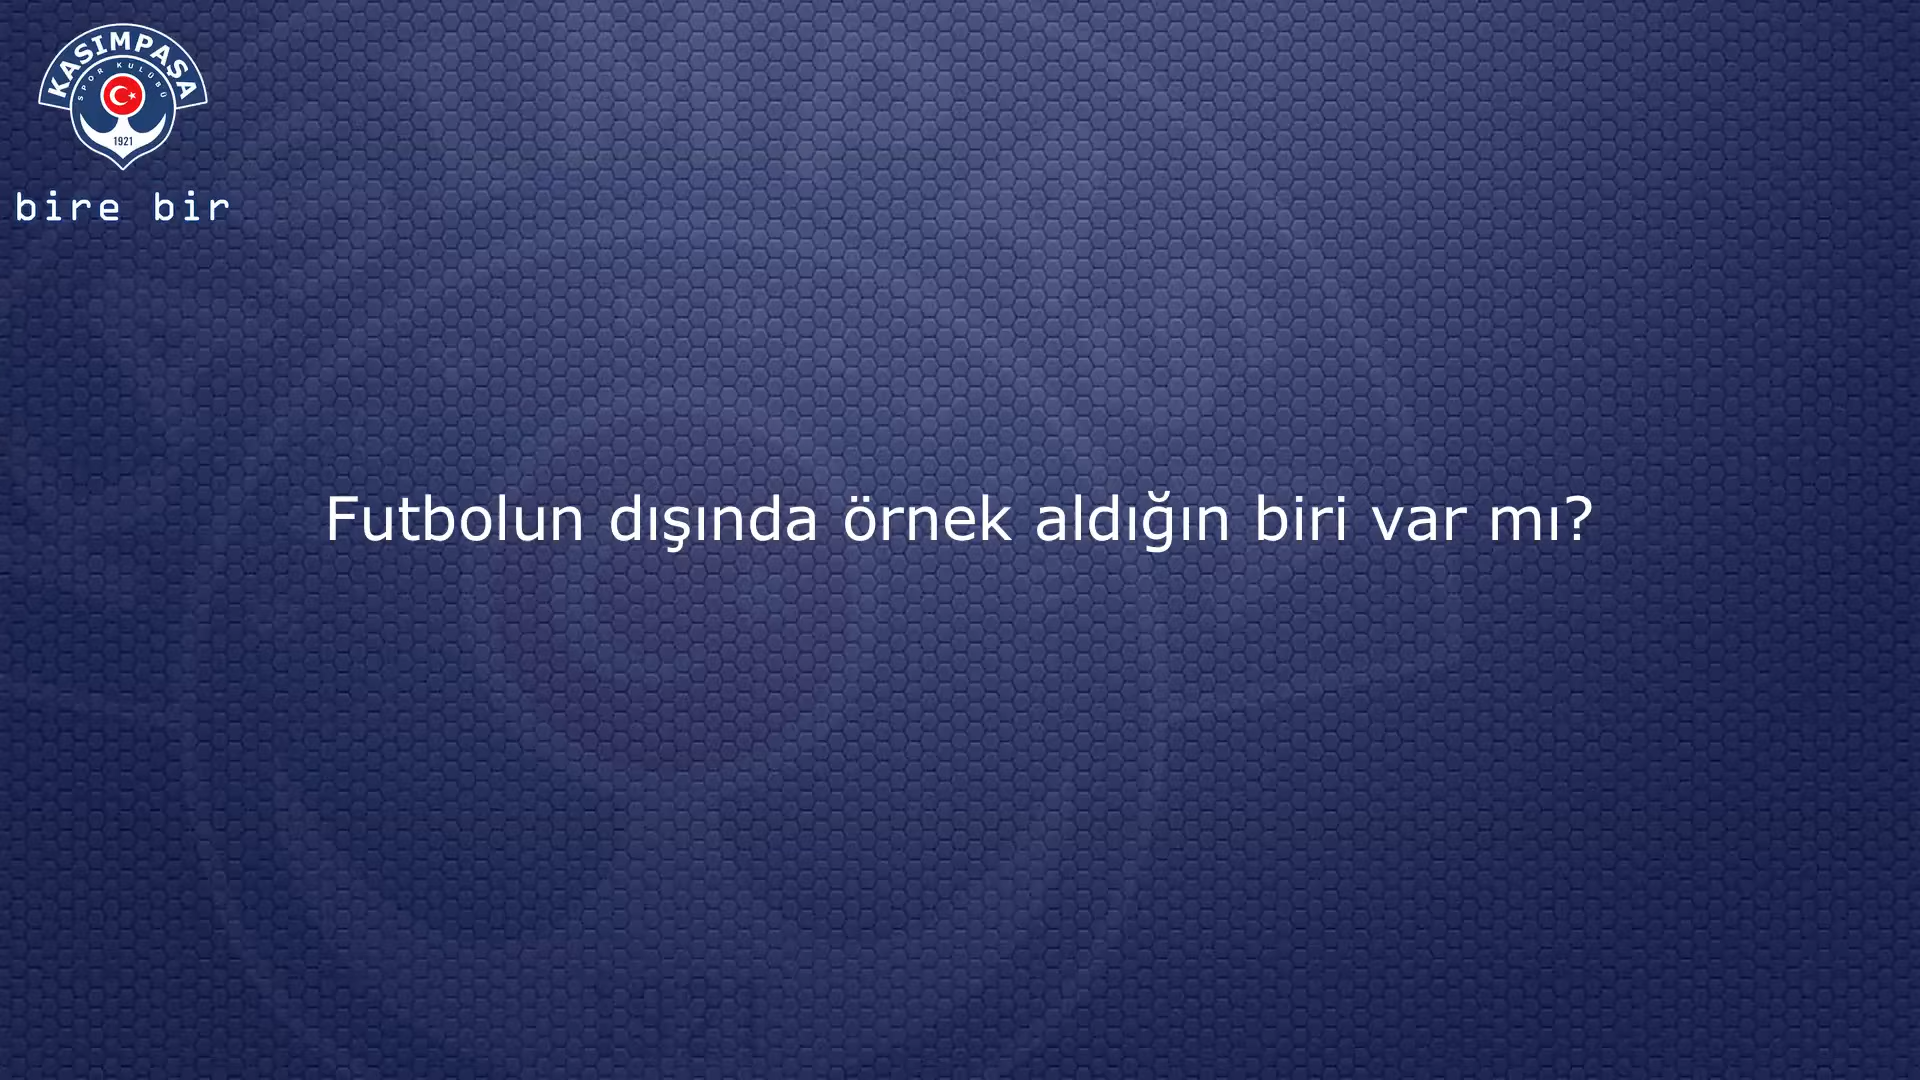 KASIMPAŞA
SPOR KULÜBÜ
1921
bire bir
Futbolun dışında örnek aldığın biri var mı?